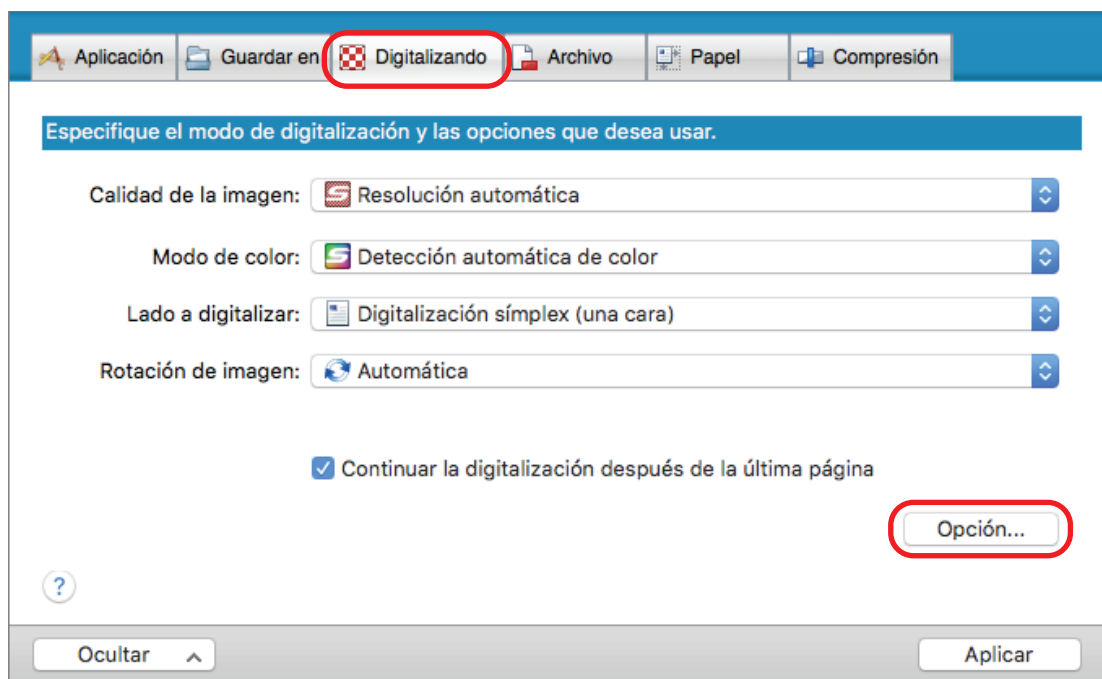 Aplicación Guardar en Digitalizando Archivo Papel Compresión
Especifique el modo de digitalización y las opciones que desea usar.
Calidad de la imagen: Resolución automática
Modo de color: Detección automática de color
Lado a digitalizar: Digitalización símplex (una cara)
Rotación de imagen: Automática
Continuar la digitalización después de la última página
Opción...
?
Ocultar Aplicar